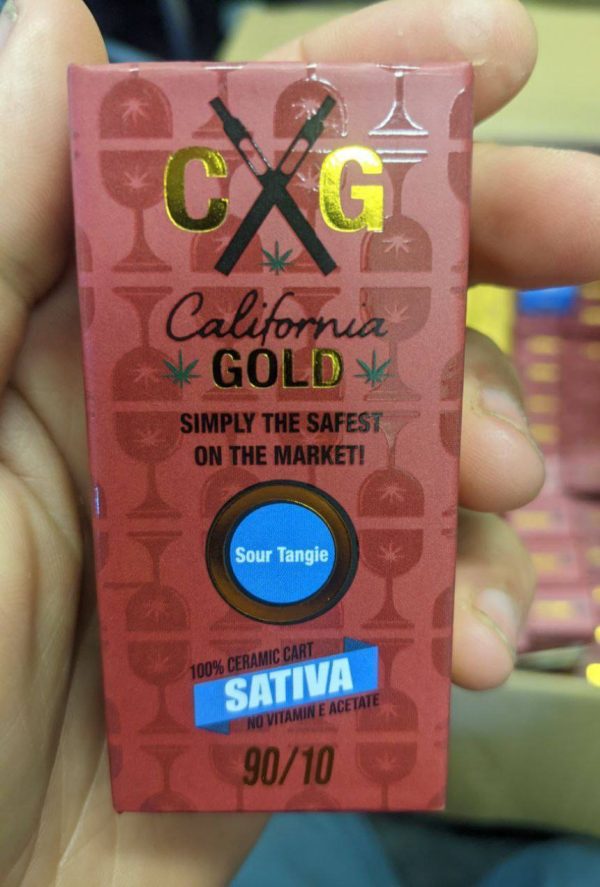 CXG
California
GOLD
SIMPLY THE SAFEST
ON THE MARKET!
Sour Tangie
100% CERAMIC CART
SATIVA
NO VITAMIN E ACETATE
90/10